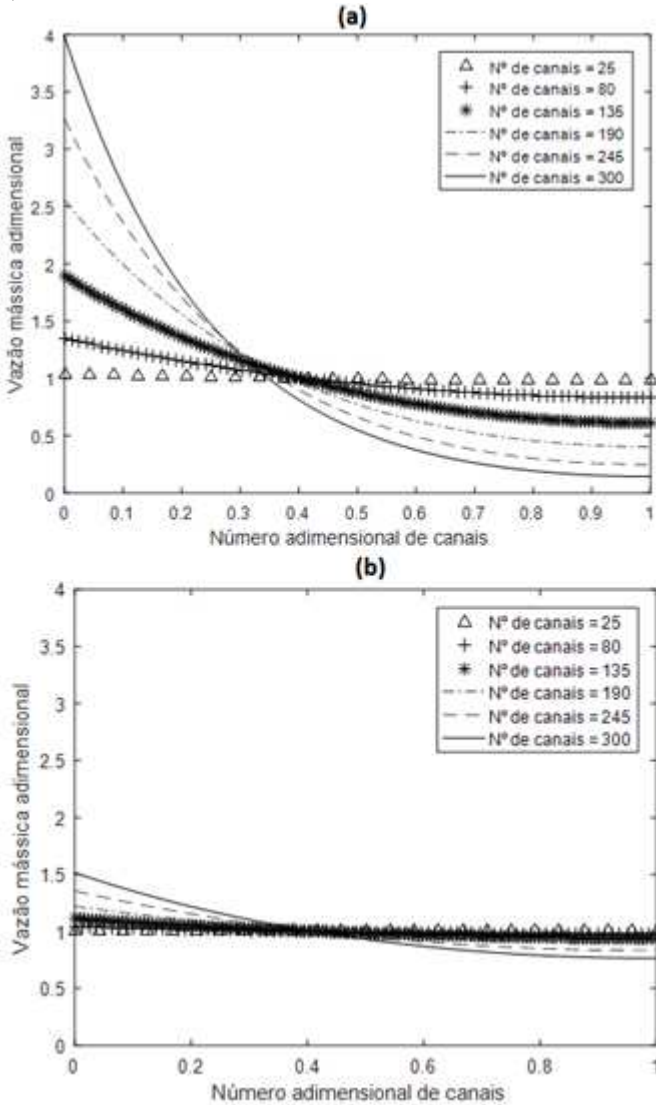 (a)
4
3.5
3
2.5
2
1.5
1
0.5
0
Vazão mássica adimensional
Nº de canais = 25
Nº de canais = 80
Nº de canais = 135
Nº de canais = 190
Nº de canais = 245
Nº de canais = 300
0 0.1 0.2 0.3 0.4 0.5 0.6 0.7 0.8 0.9 1
Número adimensional de canais
(b)
4
3.5
3
2.5
2
1.5
1
0.5
0
Vazão mássica adimensional
Nº de canais = 25
Nº de canais = 80
Nº de canais = 135
Nº de canais = 190
Nº de canais = 245
Nº de canais = 300
0 0.2 0.4 0.6 0.8 1
Número adimensional de canais